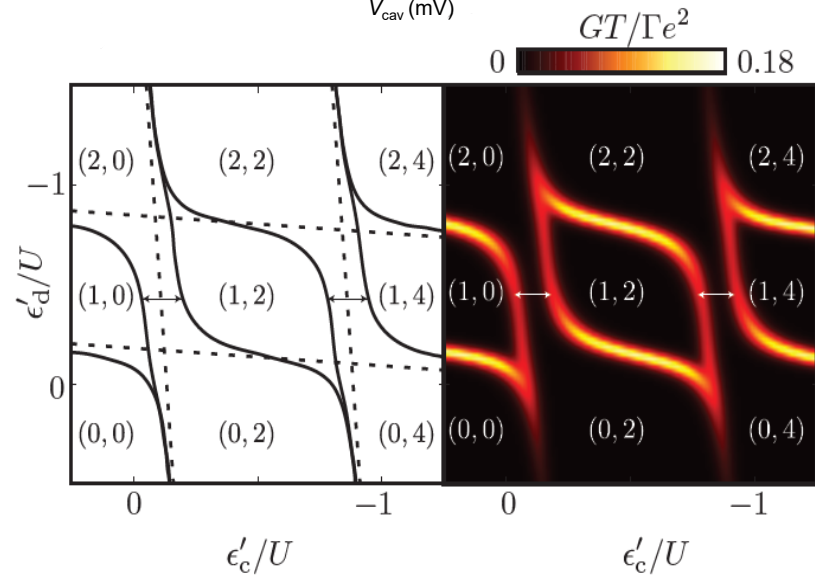 V_cav (mV)
GT/Γe²
0 0.18
(2,0) (2,2) (2,4) (2,0) (2,2) (2,4)
−1
ϵ′_d/U
(1,0) (1,2) (1,4) (1,0) (1,2) (1,4)
0
(0,0) (0,2) (0,4) (0,0) (0,2) (0,4)
0 −1 0 −1
ϵ′_c/U ϵ′_c/U